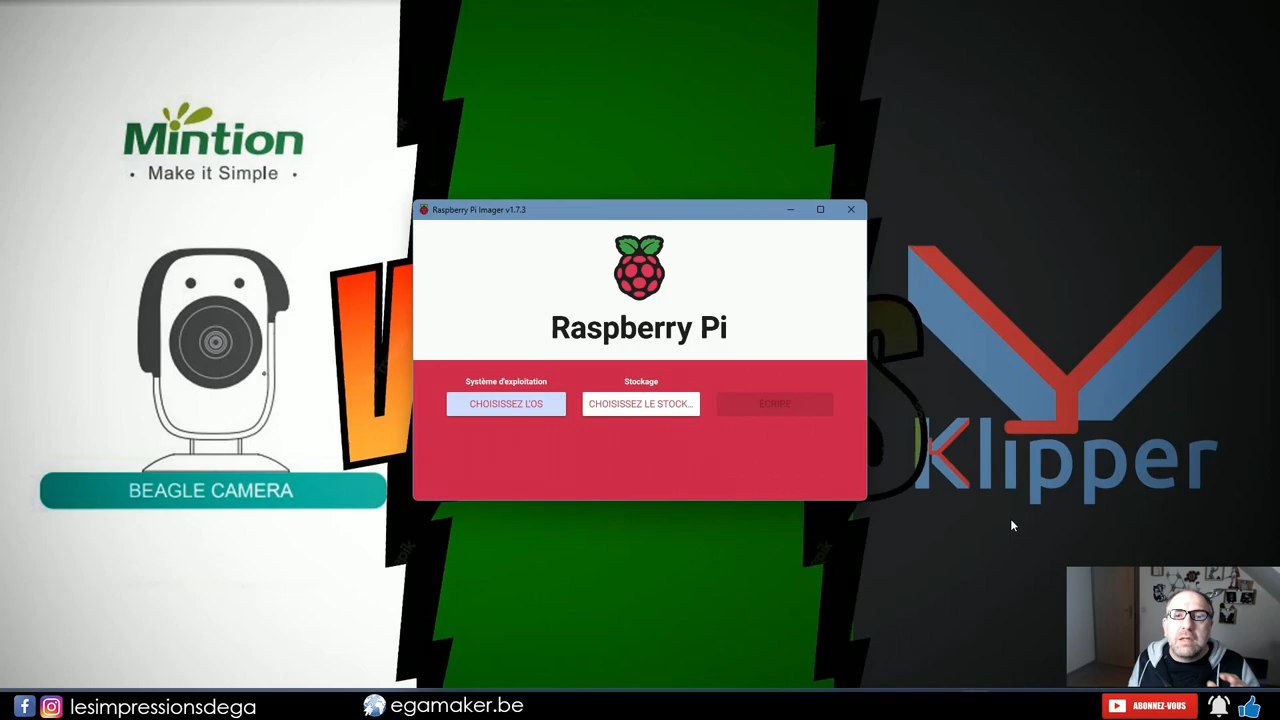 Mintion
• Make it Simple •
BEAGLE CAMERA
Raspberry Pi Imager v1.7.3
Raspberry Pi
Système d'exploitation
Stockage
CHOISISSEZ L'OS
CHOISISSEZ LE STOCK...
ÉCRIRE
V
S
Klipper
lesimpressionsdega
egamaker.be
ABONNEZ-VOUS